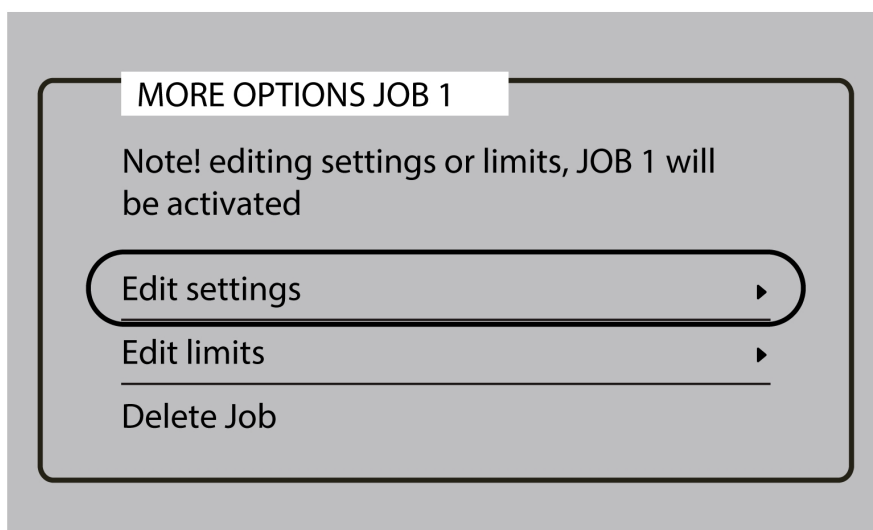 MORE OPTIONS JOB 1
Note! editing settings or limits, JOB 1 will
be activated
Edit settings
Edit limits
Delete Job